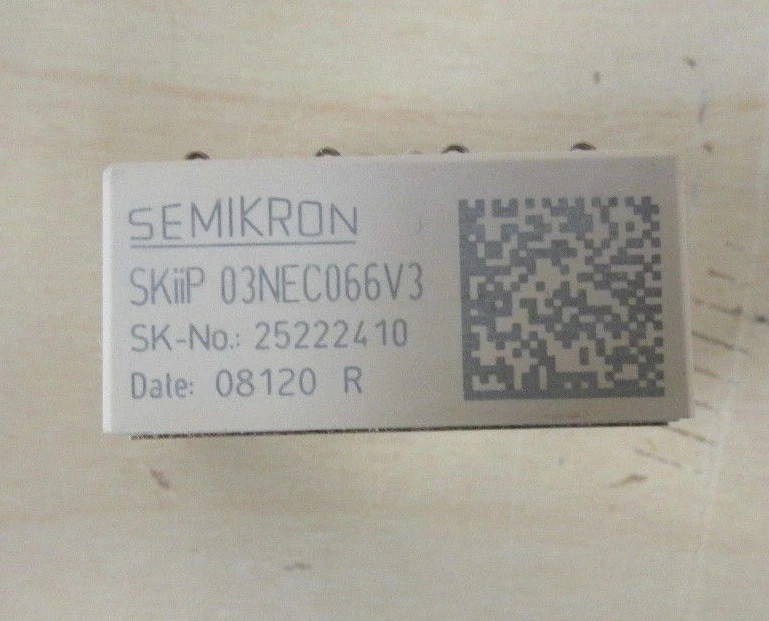 SEMIKRON
SKiiP 03NEC066V3
SK-No.: 25222410
Date: 08120 R